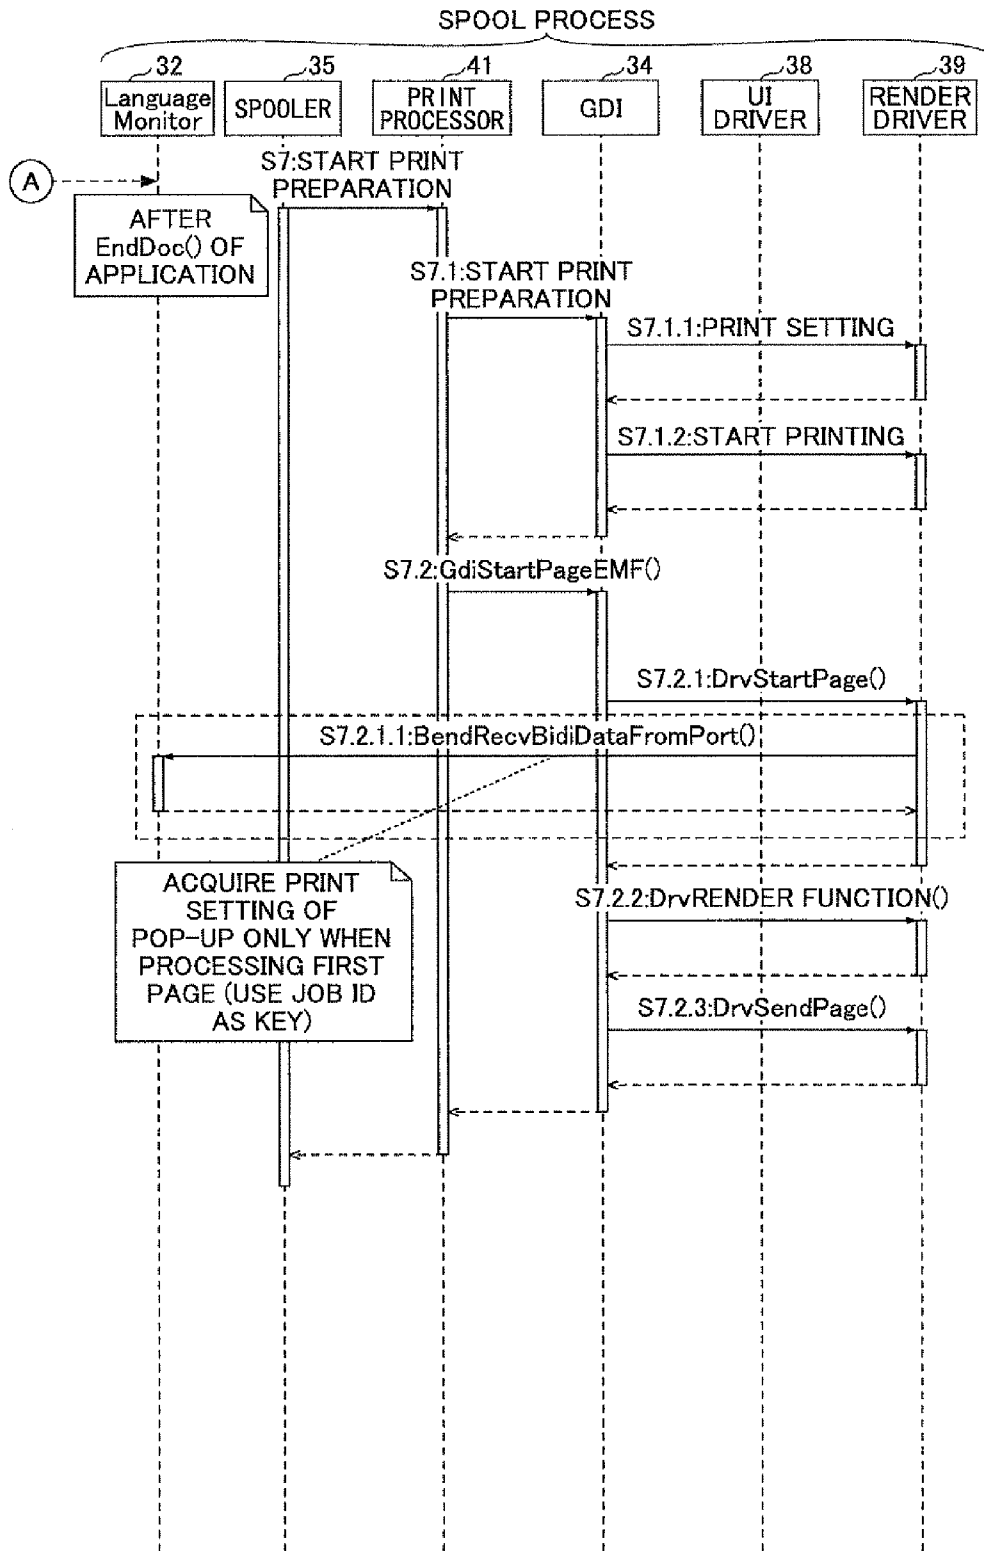 SPOOL PROCESS
32
35
41
34
38
39
Language
Monitor
SPOOLER
PRINT
PROCESSOR
GDI
UI
DRIVER
RENDER
DRIVER
A
S7:START PRINT
PREPARATION
AFTER
EndDoc() OF
APPLICATION
S7.1:START PRINT
PREPARATION
S7.1.1:PRINT SETTING
S7.1.2:START PRINTING
S7.2:GdiStartPageEMF()
S7.2.1:DrvStartPage()
S7.2.1.1:BendRecvBidiDataFromPort()
ACQUIRE PRINT
SETTING OF
POP-UP ONLY WHEN
PROCESSING FIRST
PAGE (USE JOB ID
AS KEY)
S7.2.2:DrvRENDER FUNCTION()
S7.2.3:DrvSendPage()